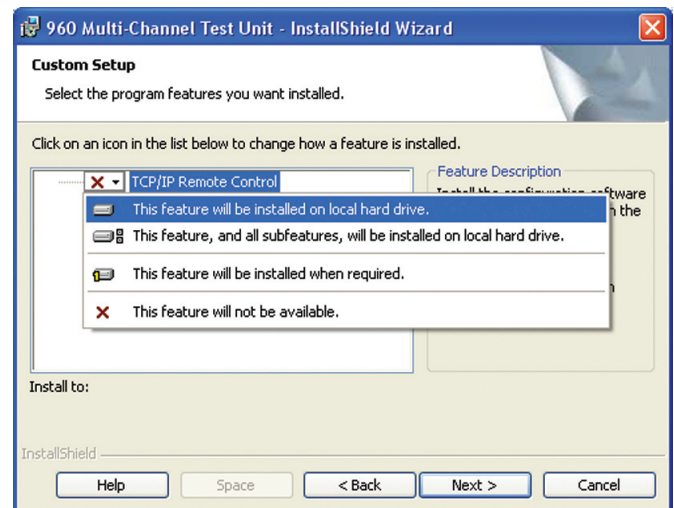 960 Multi-Channel Test Unit - InstallShield Wizard
Custom Setup
Select the program features you want installed.
Click on an icon in the list below to change how a feature is installed.
TCP/IP Remote Control
Feature Description
This feature will be installed on local hard drive.
the
This feature, and all subfeatures, will be installed on local hard drive.
This feature will be installed when required.
This feature will not be available.
Install to:
InstallShield
Help
Space
< Back
Next >
Cancel